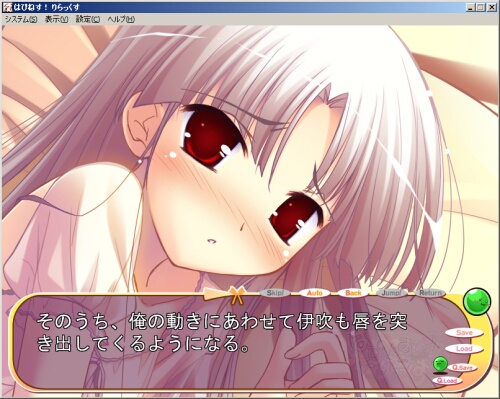 はぴねす！りらっくす
システム(S) 表示(V) 設定(C) ヘルプ(H)
Skip! Auto Back Jump! Return
そのうち、俺の動きにあわせて伊吹も唇を突
き出してくるようになる。
Save
Load
Q.Save
Q.Load